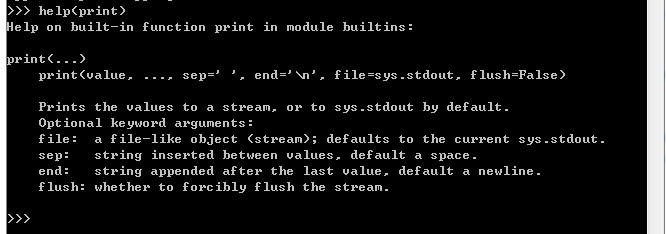 >>> help(print)
Help on built-in function print in module builtins:
print(...)
print(value, ..., sep=' ', end='\n', file=sys.stdout, flush=False)
Prints the values to a stream, or to sys.stdout by default.
Optional keyword arguments:
file: a file-like object (stream); defaults to the current sys.stdout.
sep: string inserted between values, default a space.
end: string appended after the last value, default a newline.
flush: whether to forcibly flush the stream.
>>>